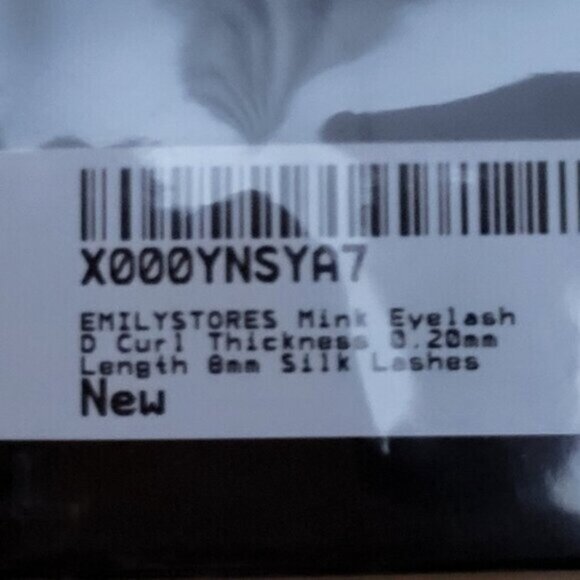 X000YNSYA7
EMILYSTORES Mink Eyelash
D Curl Thickness 0.20mm
Length 8mm Silk Lashes
New